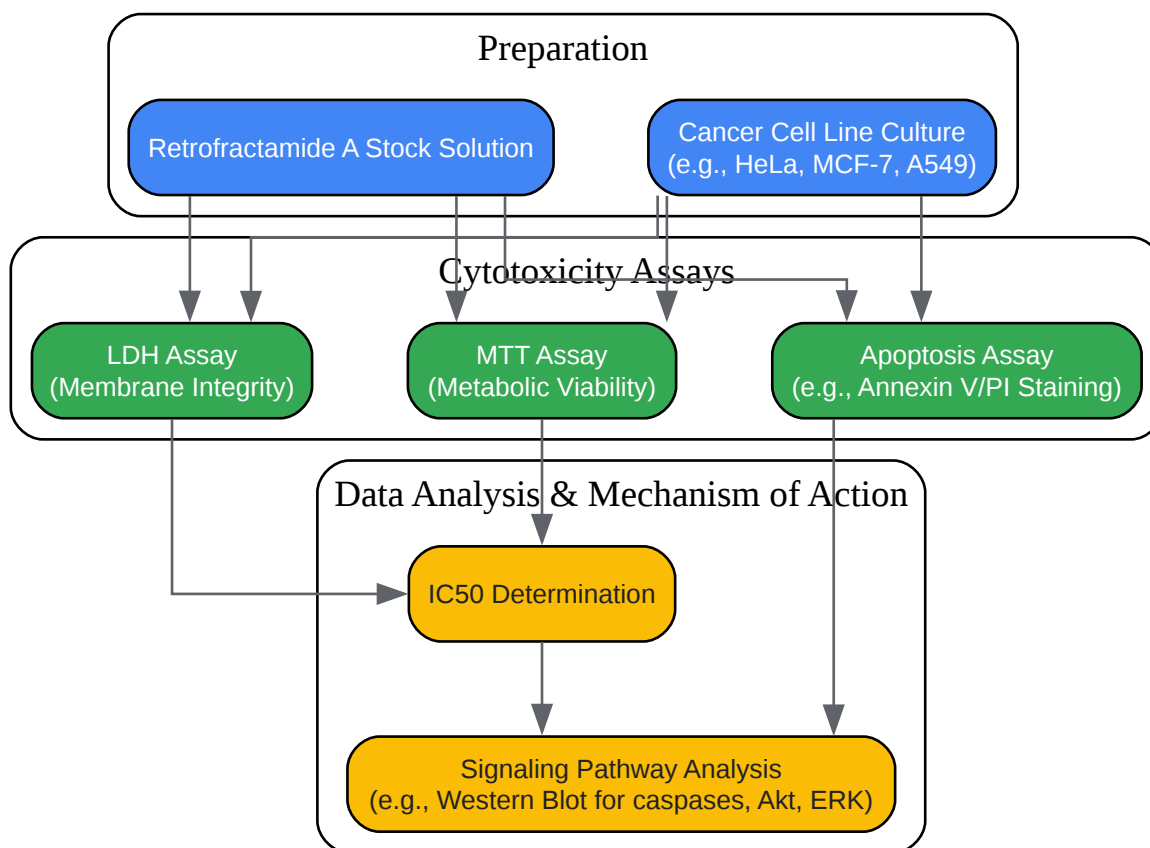 Preparation
Retrofractamide A Stock Solution
Cancer Cell Line Culture
(e.g., HeLa, MCF-7, A549)
Cytotoxicity Assays
LDH Assay
(Membrane Integrity)
MTT Assay
(Metabolic Viability)
Apoptosis Assay
(e.g., Annexin V/PI Staining)
Data Analysis & Mechanism of Action
IC50 Determination
Signaling Pathway Analysis
(e.g., Western Blot for caspases, Akt, ERK)